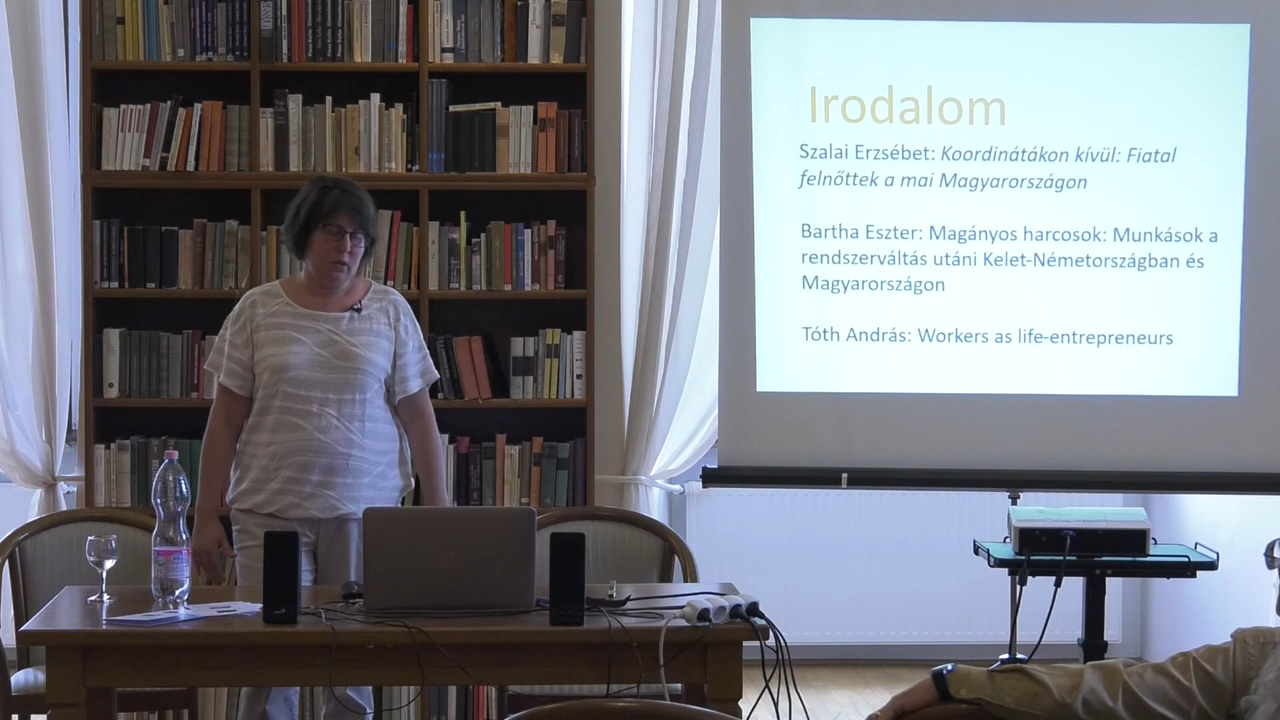 Irodalom
Szalai Erzsébet: Koordinátákon kívül: Fiatal
felnőttek a mai Magyarországon
Bartha Eszter: Magányos harcosok: Munkások a
rendszerváltás utáni Kelet-Németországban és
Magyarországon
Tóth András: Workers as life-entrepreneurs